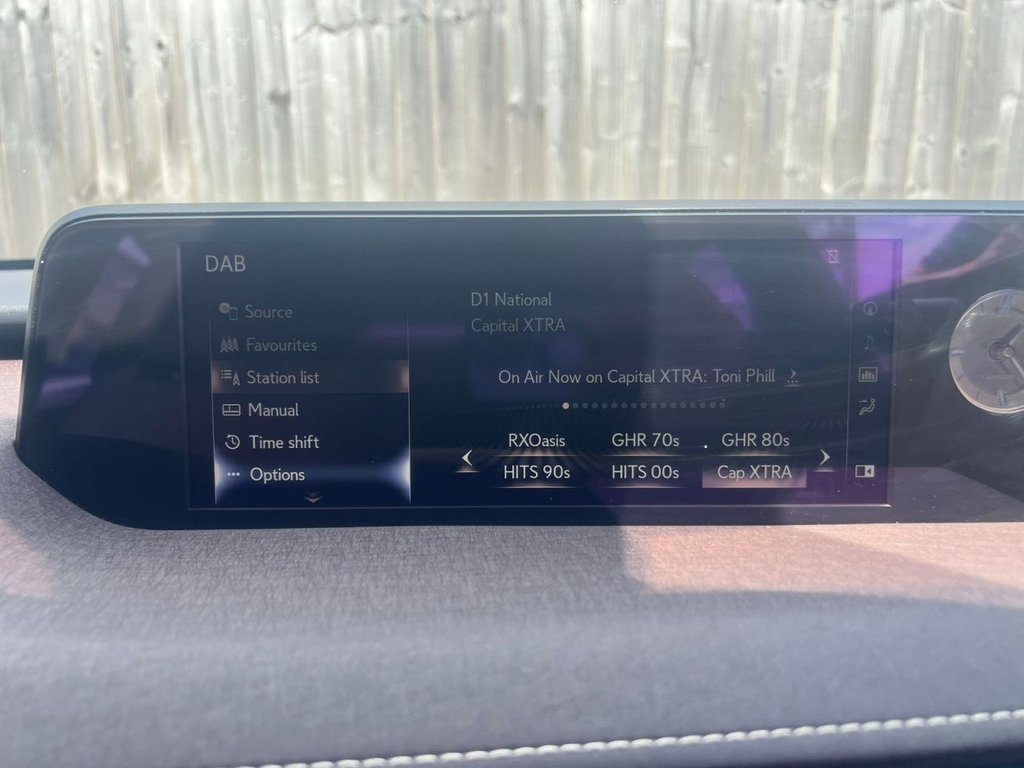 DAB
Source
Favourites
Station list
Manual
Time shift
Options
D1 National
Capital XTRA
On Air Now on Capital XTRA: Toni Phill
RXOasis GHR 70s GHR 80s
HITS 90s HITS 00s Cap XTRA